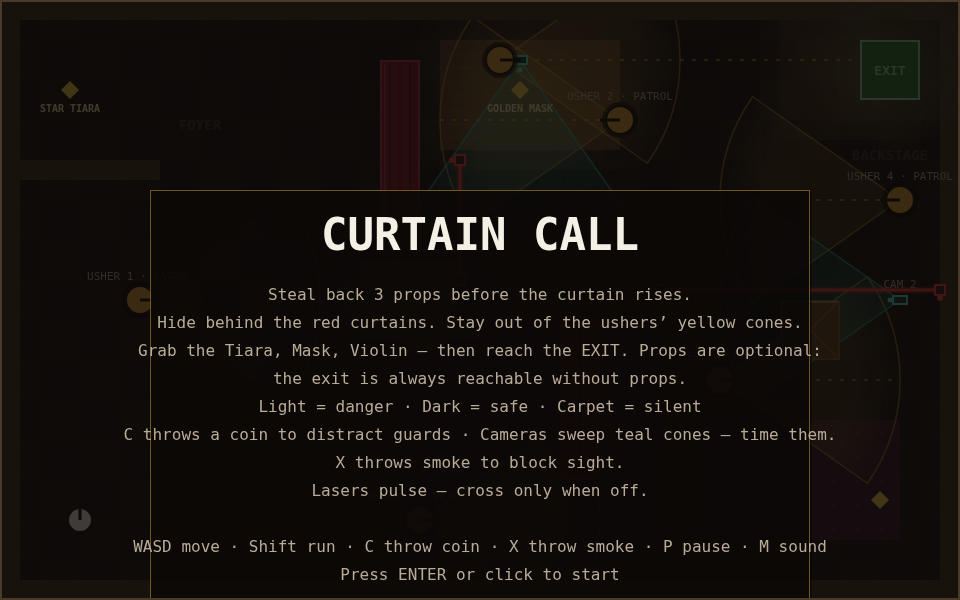 EXIT
STAR TIARA
GOLDEN MASK
USHER 2 · PATROL
FOYER
BACKSTAGE
USHER 4 · PATROL
CURTAIN CALL
USHER 1 ·
CAM 2
Steal back 3 props before the curtain rises.
Hide behind the red curtains. Stay out of the ushers’ yellow cones.
Grab the Tiara, Mask, Violin — then reach the EXIT. Props are optional:
the exit is always reachable without props.
Light = danger · Dark = safe · Carpet = silent
C throws a coin to distract guards · Cameras sweep teal cones — time them.
X throws smoke to block sight.
Lasers pulse — cross only when off.
WASD move · Shift run · C throw coin · X throw smoke · P pause · M sound
Press ENTER or click to start